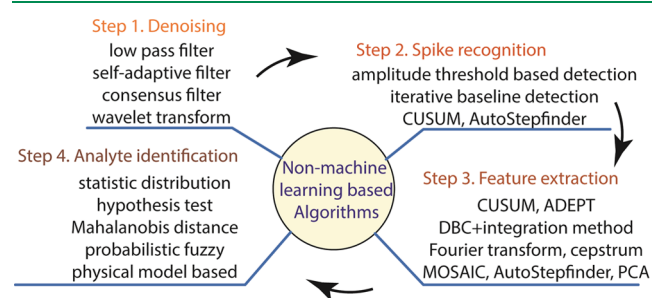 Step 1. Denoising
low pass filter
self-adaptive filter
consensus filter
wavelet transform
Step 2. Spike recognition
amplitude threshold based detection
iterative baseline detection
CUSUM, AutoStepfinder
Step 3. Feature extraction
CUSUM, ADEPT
DBC+integration method
Fourier transform, cepstrum
MOSAIC, AutoStepfinder, PCA
Step 4. Analyte identification
statistic distribution
hypothesis test
Mahalanobis distance
probabilistic fuzzy
physical model based
Non-machine
learning based
Algorithms